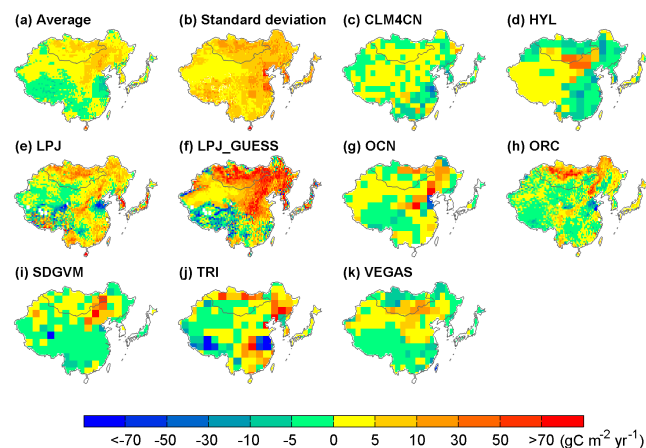 (a) Average (b) Standard deviation (c) CLM4CN (d) HYL
(e) LPJ (f) LPJ_GUESS (g) OCN (h) ORC
(i) SDGVM (j) TRI (k) VEGAS
<-70 -50 -30 -10 -5 0 5 10 30 50 >70 (gC m⁻² yr⁻¹)